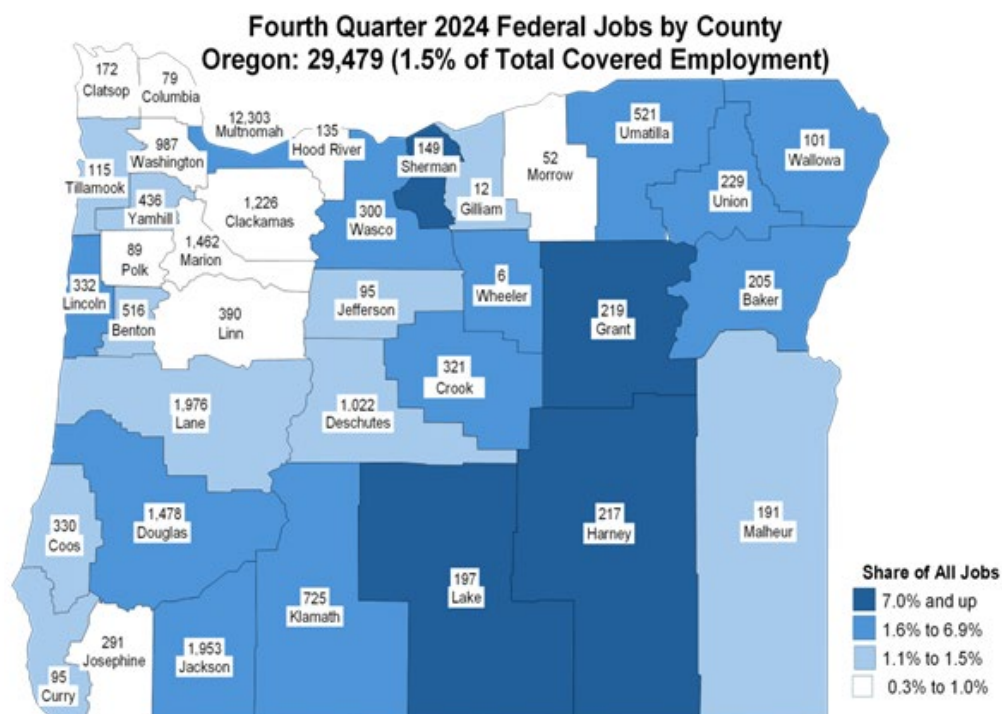 Fourth Quarter 2024 Federal Jobs by County
Oregon: 29,479 (1.5% of Total Covered Employment)
172
Clatsop
79
Columbia
12,303
Multnomah
135
Hood River
149
Sherman
521
Umatilla
101
Wallowa
987
Washington
52
Morrow
115
Tillamook
12
Gilliam
229
Union
436
Yamhill
1,226
Clackamas
300
Wasco
89
Polk
1,462
Marion
6
Wheeler
205
Baker
332
Lincoln
516
Benton
390
Linn
95
Jefferson
219
Grant
321
Crook
1,976
Lane
1,022
Deschutes
330
Coos
1,478
Douglas
217
Harney
191
Malheur
197
Lake
725
Klamath
291
Josephine
1,953
Jackson
95
Curry
Share of All Jobs
7.0% and up
1.6% to 6.9%
1.1% to 1.5%
0.3% to 1.0%